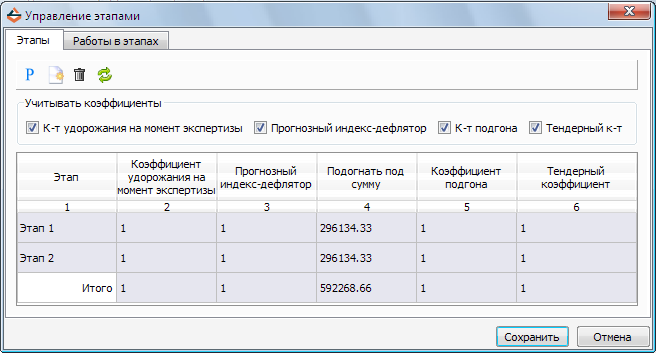 Управление этапами
Этапы Работы в этапах
P
Учитывать коэффициенты
К-т удорожания на момент экспертизы Прогнозный индекс-дефлятор К-т подгона Тендерный к-т
Этап Коэффициент удорожания на момент экспертизы Прогнозный индекс-дефлятор Подогнать под сумму Коэффициент подгона Тендерный коэффициент
1 2 3 4 5 6
Этап 1 1 1 296134.33 1 1
Этап 2 1 1 296134.33 1 1
Итого 1 1 592268.66 1 1
Сохранить Отмена